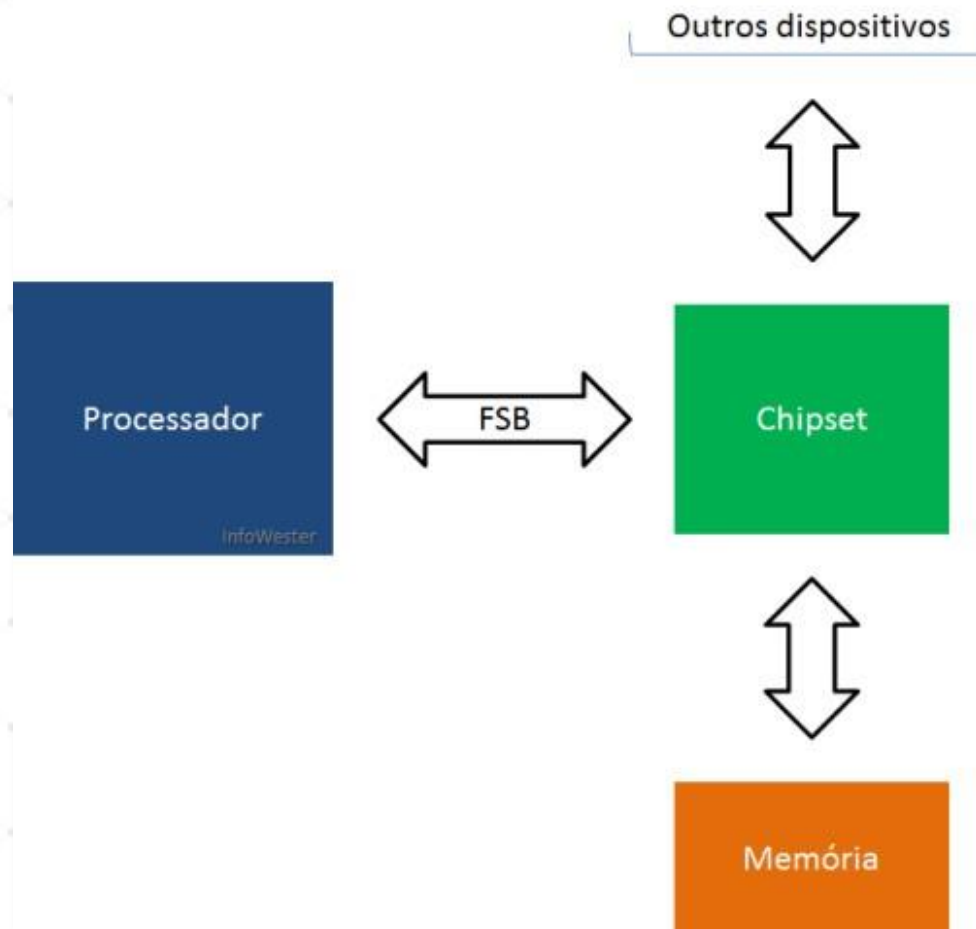 Outros dispositivos
Processador
FSB
Chipset
InfoWester
Memória